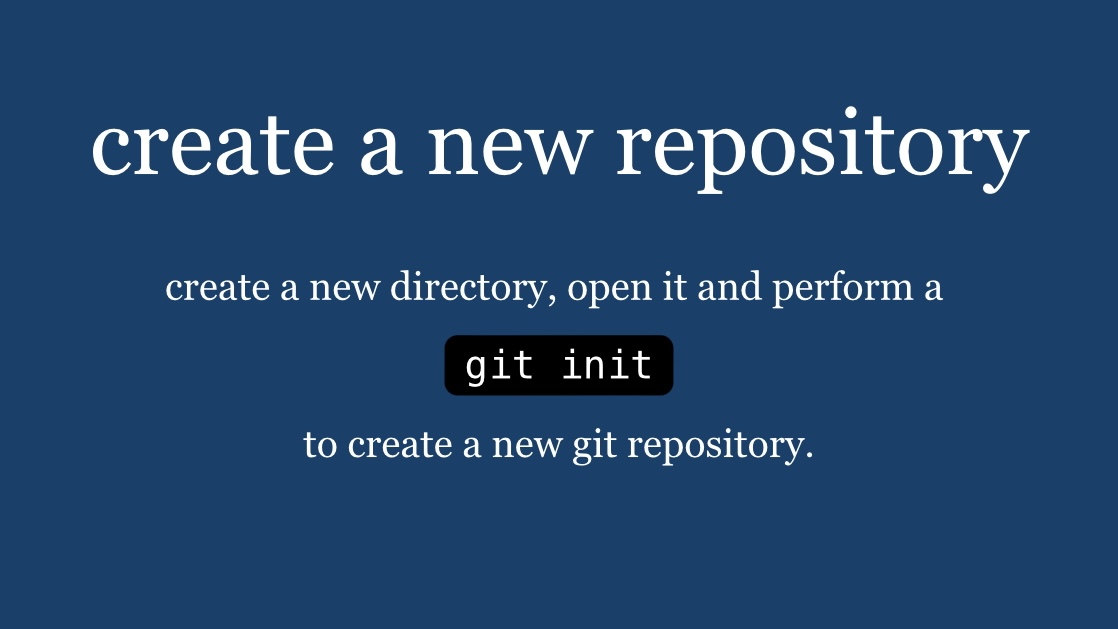 create a new repository
create a new directory, open it and perform a
git init
to create a new git repository.